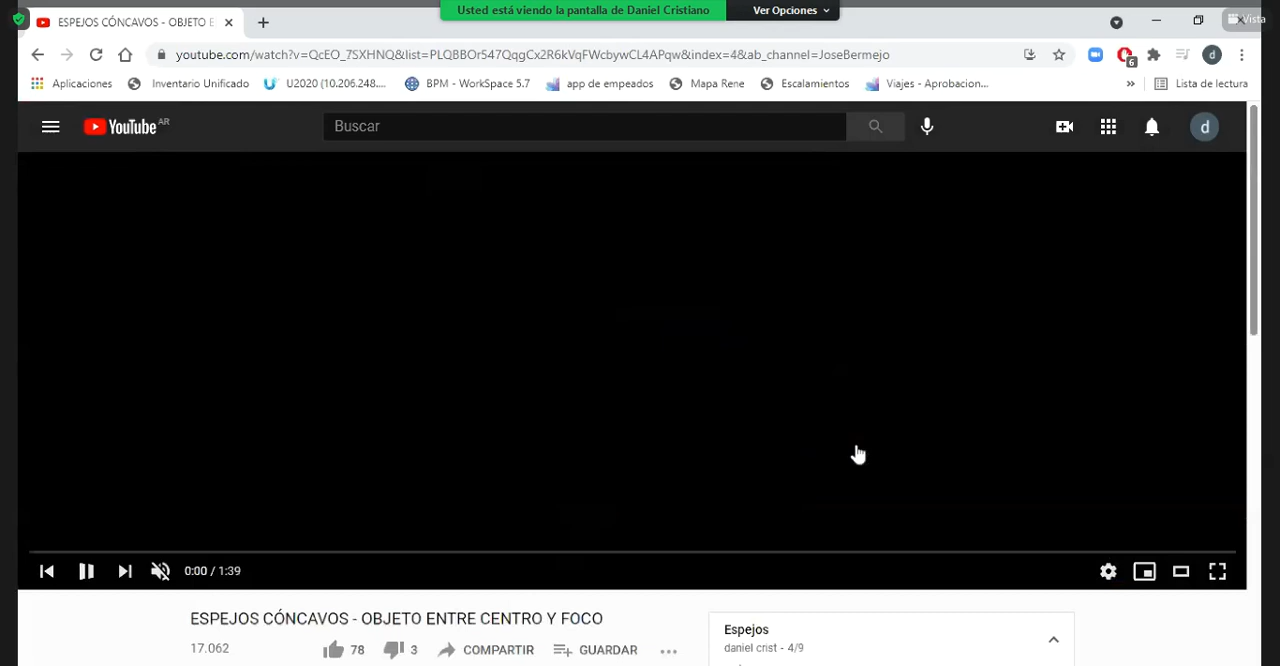 Usted está viendo la pantalla de Daniel Cristiano
Ver Opciones
Vista
ESPEJOS CÓNCAVOS - OBJETO E
youtube.com/watch?v=QcEO_7SXHNQ&list=PLQBBOr547QggCx2R6kVqFWcbywCL4APqw&index=4&ab_channel=JoseBermejo
6
d
Aplicaciones
Inventario Unificado
U2020 (10.206.248....
BPM - WorkSpace 5.7
app de empeados
Mapa Rene
Escalamientos
Viajes - Aprobacion...
»
Lista de lectura
YouTube AR
Buscar
d
0:00 / 1:39
ESPEJOS CÓNCAVOS - OBJETO ENTRE CENTRO Y FOCO
17.062
78
3
COMPARTIR
GUARDAR
Espejos
daniel crist - 4/9